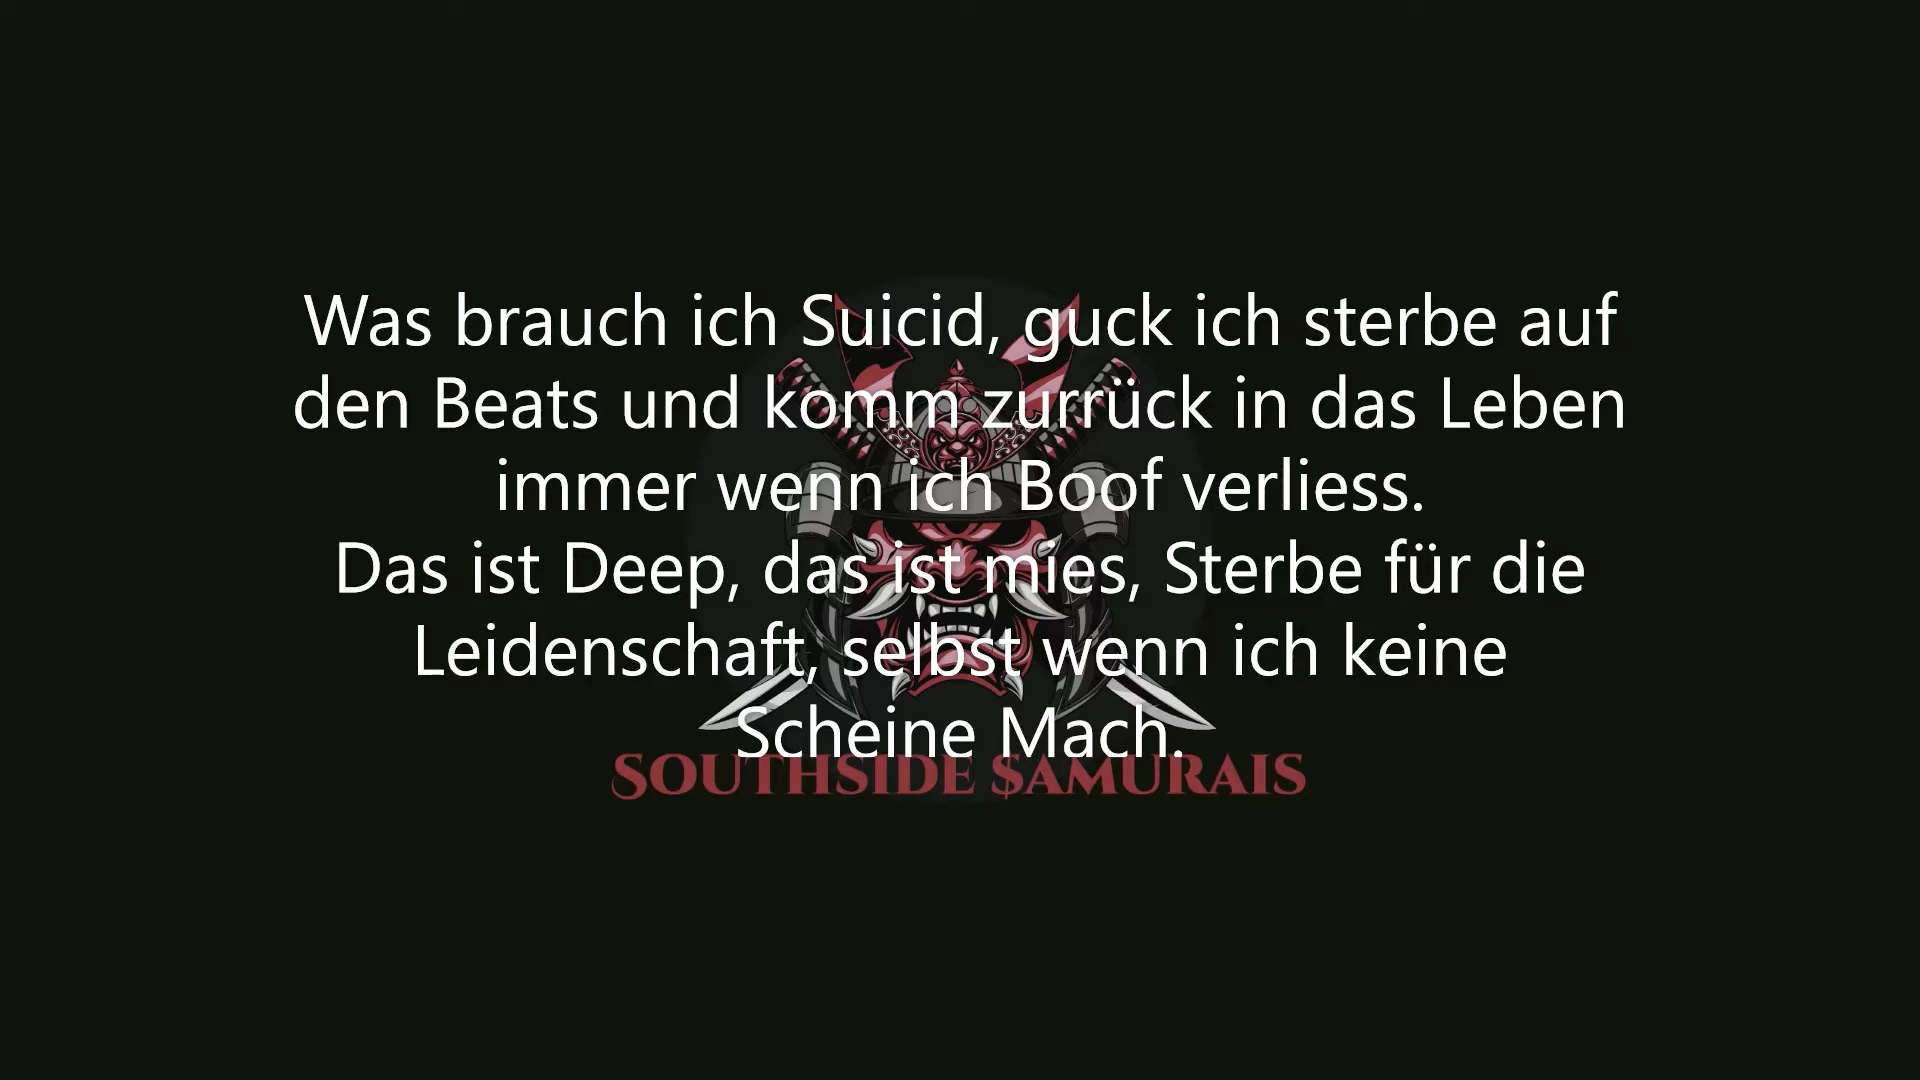 Was brauch ich Suicid, guck ich sterbe auf
den Beats und komm zurrück in das Leben
immer wenn ich Boof verliess.
Das ist Deep, das ist mies, Sterbe für die
Leidenschaft, selbst wenn ich keine
Scheine Mach.
SOUTHSIDE $AMURAIS